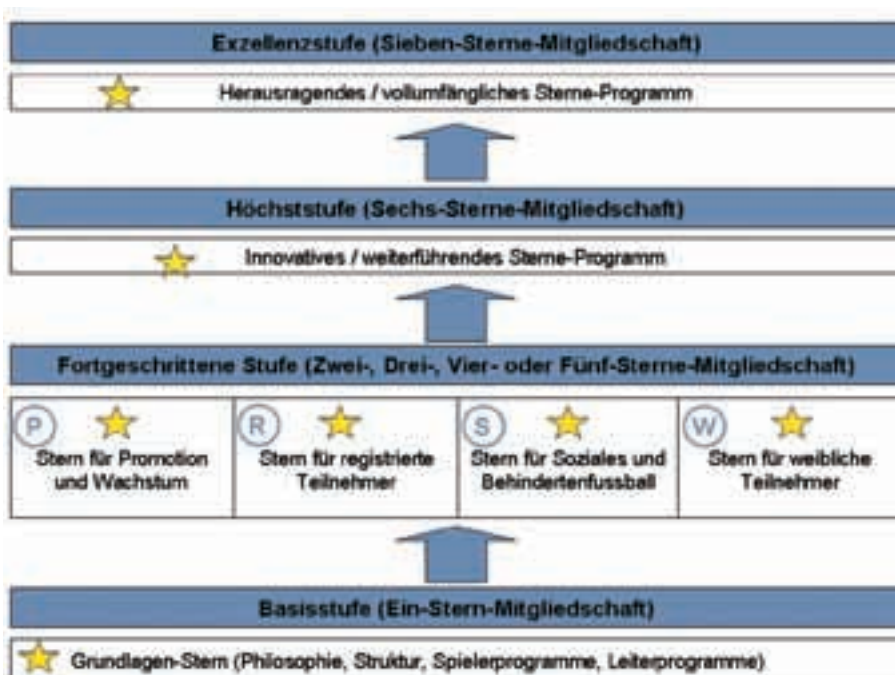 Exzellenzstufe (Sieben-Sterne-Mitgliedschaft)
Herausragendes / vollumfängliches Sterne-Programm
Höchststufe (Sechs-Sterne-Mitgliedschaft)
Innovatives / weiterführendes Sterne-Programm
Fortgeschrittene Stufe (Zwei-, Drei-, Vier- oder Fünf-Sterne-Mitgliedschaft)
P
Stern für Promotion
und Wachstum
R
Stern für registrierte
Teilnehmer
S
Stern für Soziales und
Behindertenfussball
W
Stern für weibliche
Teilnehmer
Basisstufe (Ein-Stern-Mitgliedschaft)
Grundlagen-Stern (Philosophie, Struktur, Spielerprogramme, Leiterprogramme)